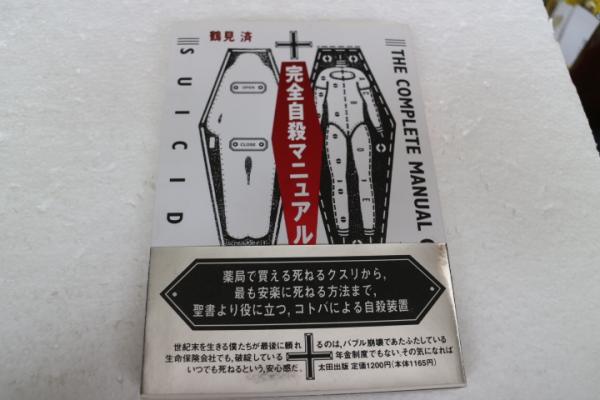 鶴見 済
完全自殺マニュアル
THE COMPLETE MANUAL O
SUICID
OPEN
CLOSE
DIE
薬局で買える死ねるクスリから、
最も安楽に死ねる方法まで、
聖書より役に立つ、コトバによる自殺装置
世紀末を生きる僕たちが最後に頼れるのは、バブル崩壊であたふたしている
生命保険会社でも、破綻している年金制度でもない。その気になれば
いつでも死ねるという、安心感だ。
太田出版 定価1200円(本体1165円)